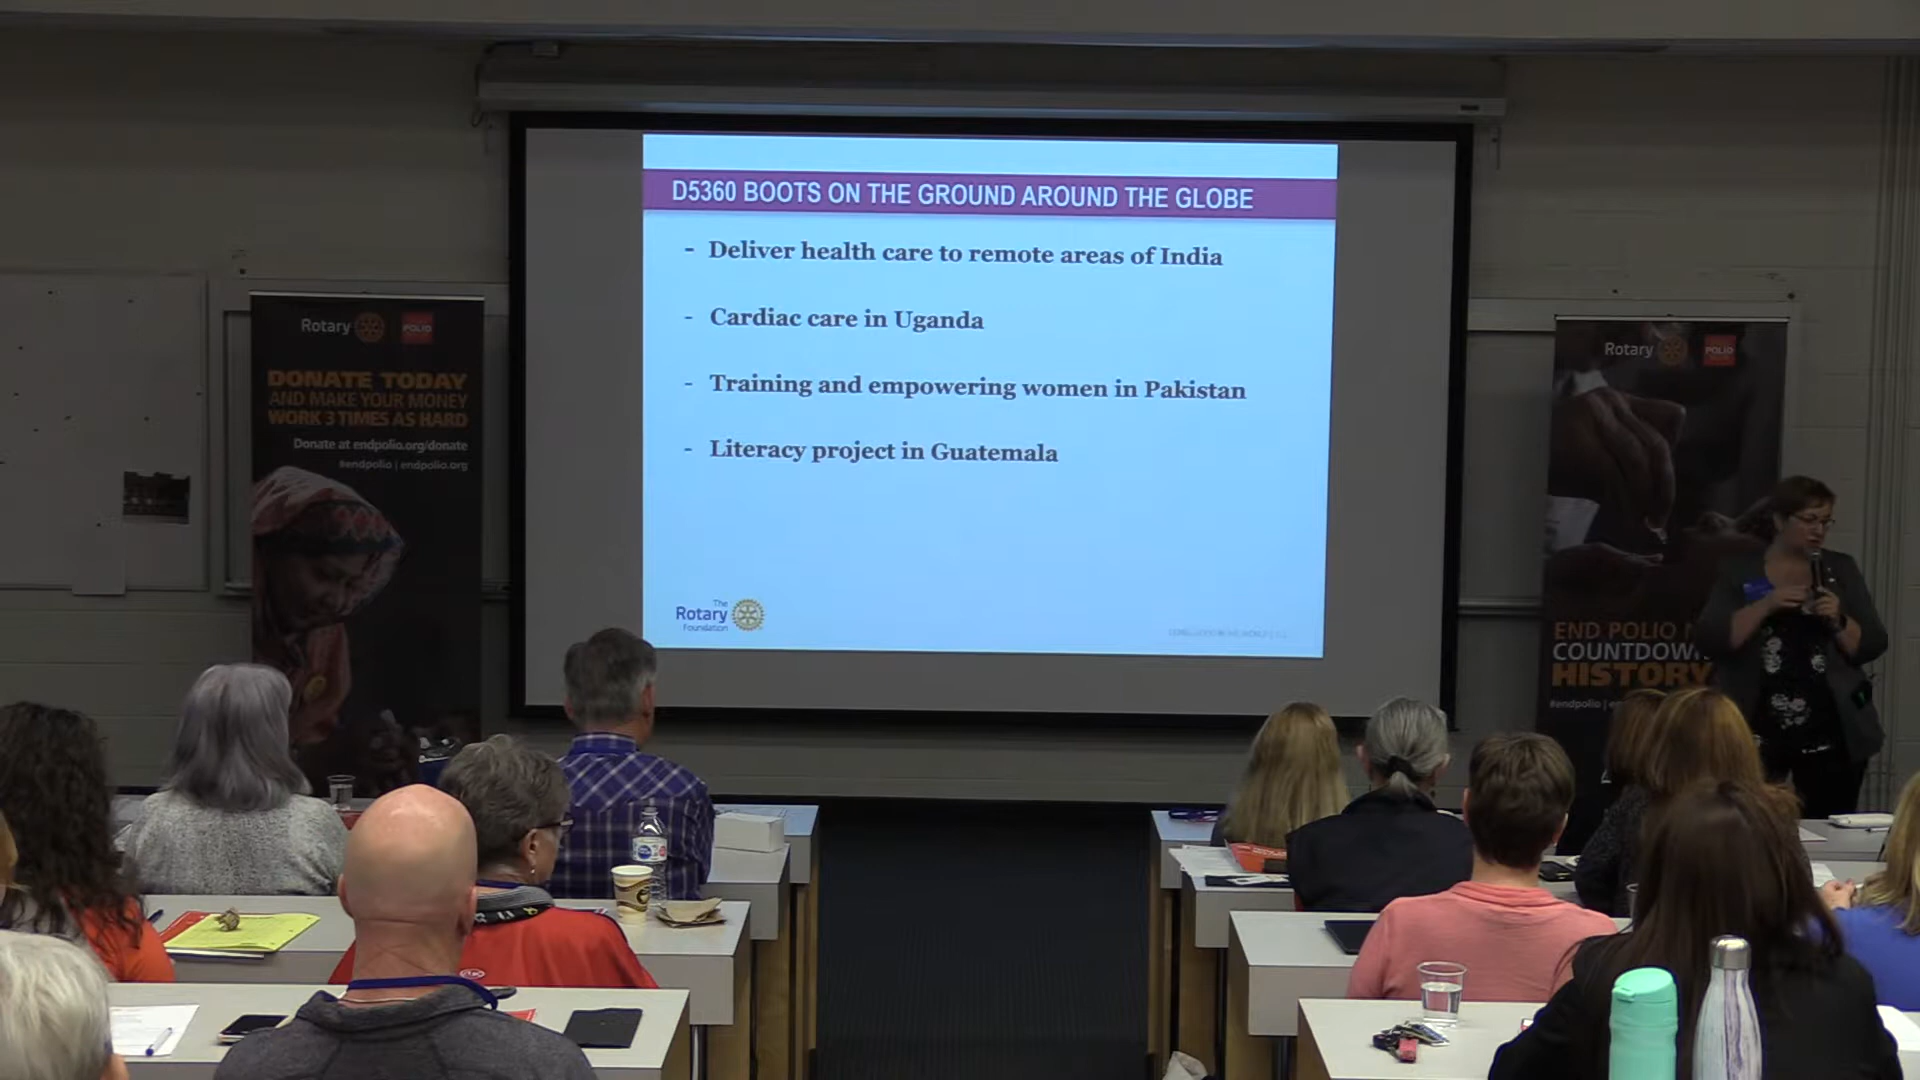 D5360 BOOTS ON THE GROUND AROUND THE GLOBE
- Deliver health care to remote areas of India
- Cardiac care in Uganda
- Training and empowering women in Pakistan
- Literacy project in Guatemala
The
Rotary
Foundation
Rotary
POLIO
DONATE TODAY
AND MAKE YOUR MONEY
WORK 3 TIMES AS HARD
Donate at endpolio.org/donate
#endpolio | endpolio.org
Rotary
POLIO
END POLIO
COUNTDOWN
HISTORY
#endpolio |